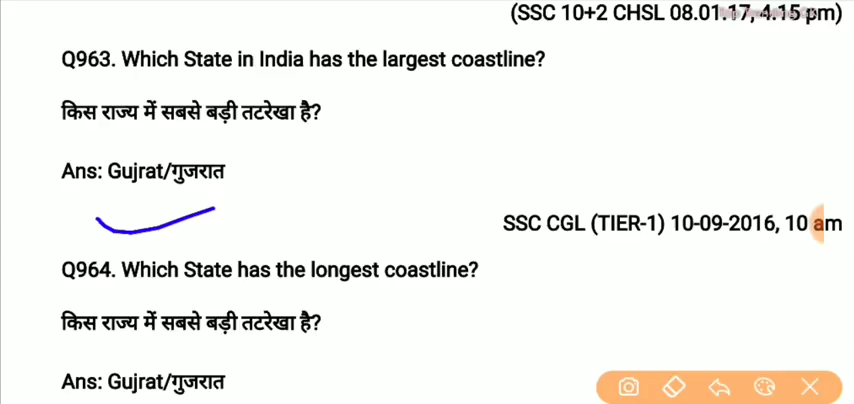 (SSC 10+2 CHSL 08.01.17, 4.15 pm)
Q963. Which State in India has the largest coastline?
किस राज्य में सबसे बड़ी तटरेखा है?
Ans: Gujrat/गुजरात
SSC CGL (TIER-1) 10-09-2016, 10 am
Q964. Which State has the longest coastline?
किस राज्य में सबसे बड़ी तटरेखा है?
Ans: Gujrat/गुजरात